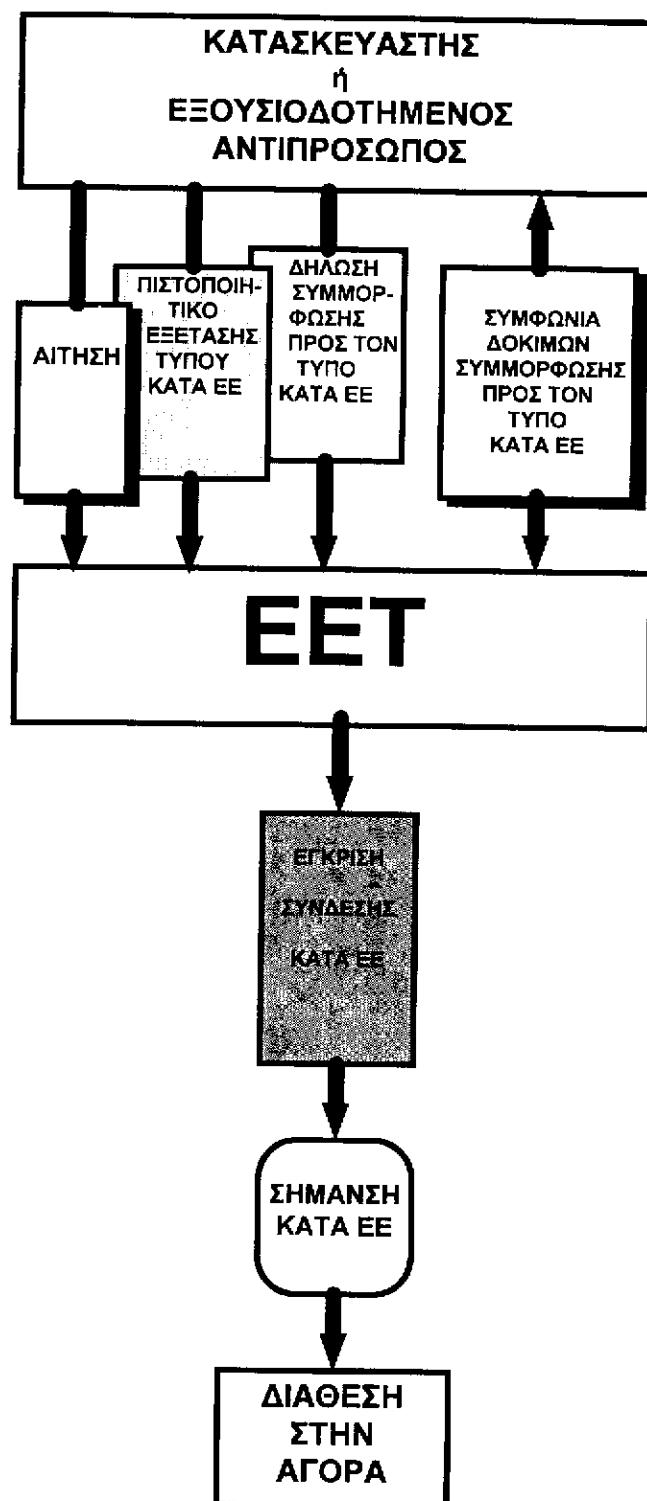 ΚΑΤΑΣΚΕΥΑΣΤΗΣ
ή
ΕΞΟΥΣΙΟΔΟΤΗΜΕΝΟΣ
ΑΝΤΙΠΡΟΣΩΠΟΣ
ΑΙΤΗΣΗ
ΠΙΣΤΟΠΟΙΗ-
ΤΙΚΟ
ΕΞΕΤΑΣΗΣ
ΤΥΠΟΥ
ΚΑΤΑ ΕΕ
ΔΗΛΩΣΗ
ΣΥΜΜΟΡ-
ΦΩΣΗΣ
ΠΡΟΣ ΤΟΝ
ΤΥΠΟ
ΚΑΤΑ ΕΕ
ΣΥΜΦΩΝΙΑ
ΔΟΚΙΜΩΝ
ΣΥΜΜΟΡΦΩΣΗΣ
ΠΡΟΣ ΤΟΝ
ΤΥΠΟ
ΚΑΤΑ ΕΕ
ΕΕΤ
ΕΓΚΡΙΣΗ
ΣΥΝΔΕΣΗΣ
ΚΑΤΑ ΕΕ
ΣΗΜΑΝΣΗ
ΚΑΤΑ ΕΕ
ΔΙΑΘΕΣΗ
ΣΤΗΝ
ΑΓΟΡΑ